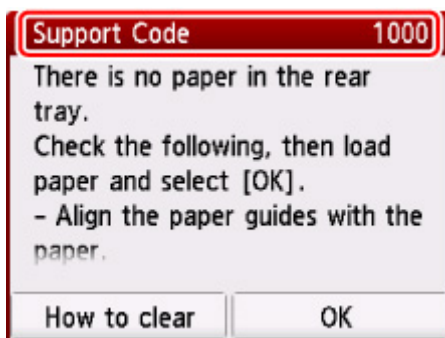 Support Code 1000
There is no paper in the rear
tray.
Check the following, then load
paper and select [OK].
- Align the paper guides with the
paper.
How to clear OK